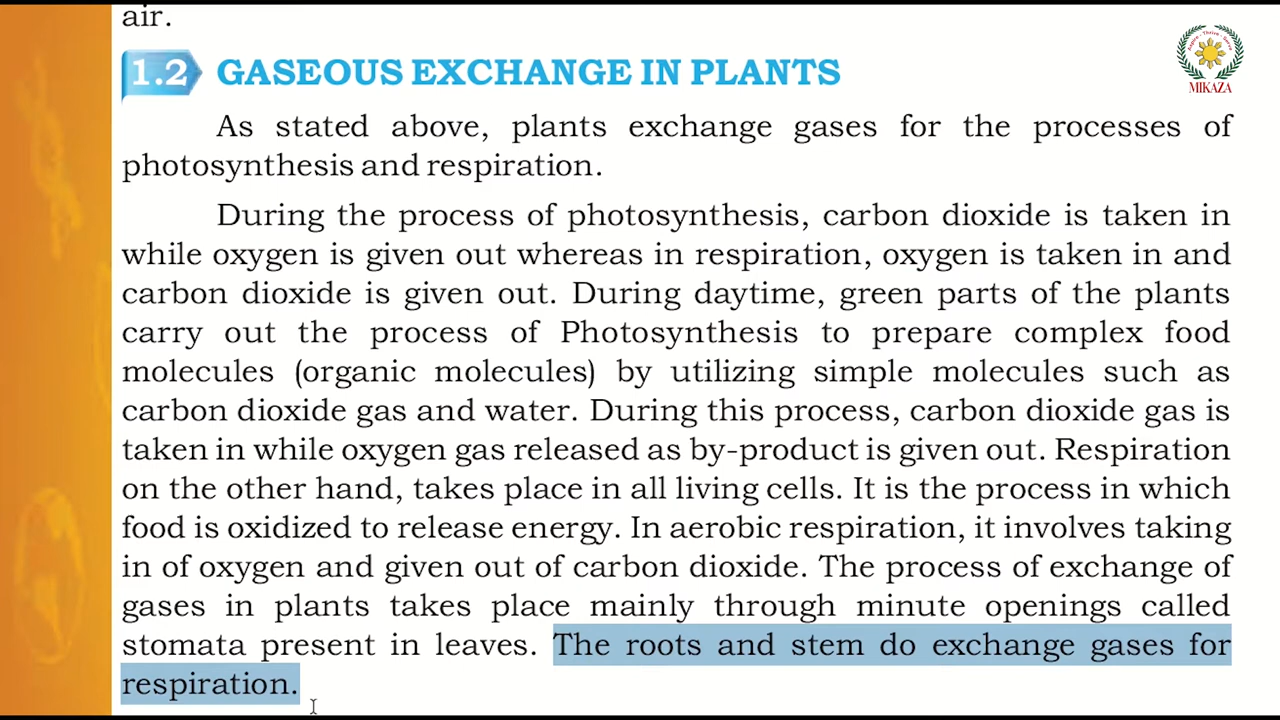 air.
1.2 GASEOUS EXCHANGE IN PLANTS
As stated above, plants exchange gases for the processes of
photosynthesis and respiration.
During the process of photosynthesis, carbon dioxide is taken in
while oxygen is given out whereas in respiration, oxygen is taken in and
carbon dioxide is given out. During daytime, green parts of the plants
carry out the process of Photosynthesis to prepare complex food
molecules (organic molecules) by utilizing simple molecules such as
carbon dioxide gas and water. During this process, carbon dioxide gas is
taken in while oxygen gas released as by-product is given out. Respiration
on the other hand, takes place in all living cells. It is the process in which
food is oxidized to release energy. In aerobic respiration, it involves taking
in of oxygen and given out of carbon dioxide. The process of exchange of
gases in plants takes place mainly through minute openings called
stomata present in leaves. The roots and stem do exchange gases for
respiration.
MIKAZA